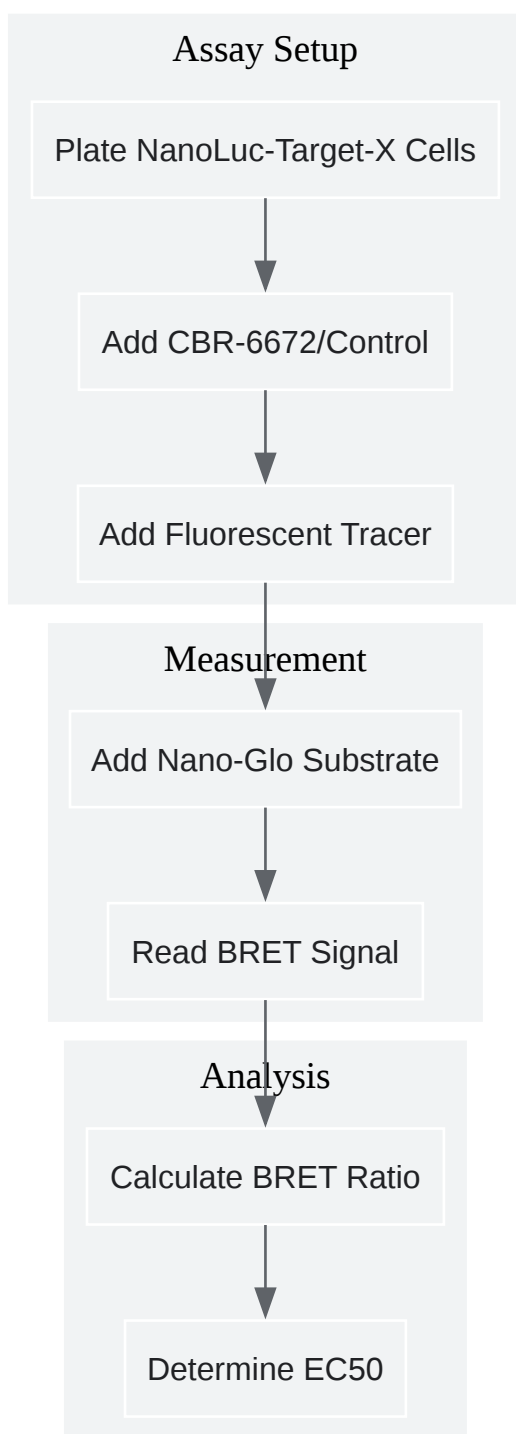 Assay Setup
Plate NanoLuc-Target-X Cells
Add CBR-6672/Control
Add Fluorescent Tracer
Measurement
Add Nano-Glo Substrate
Read BRET Signal
Analysis
Calculate BRET Ratio
Determine EC50